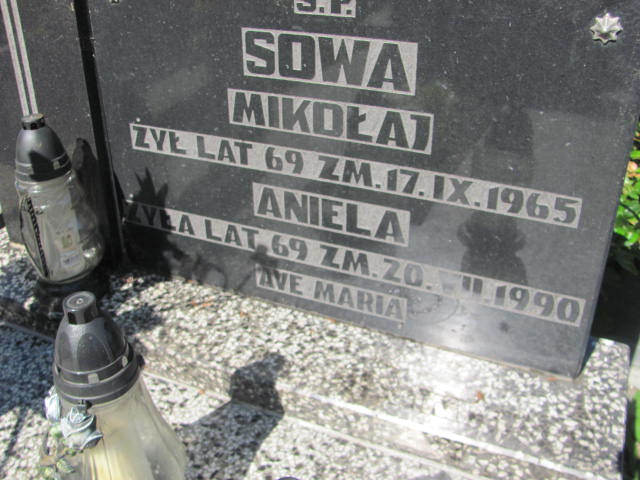 Ś.P.
SOWA
MIKOŁAJ
ŻYŁ LAT 69 ZM.17.IX.1965
ANIELA
ŻYŁA LAT 69 ZM.20. 1990
AVE MARIA